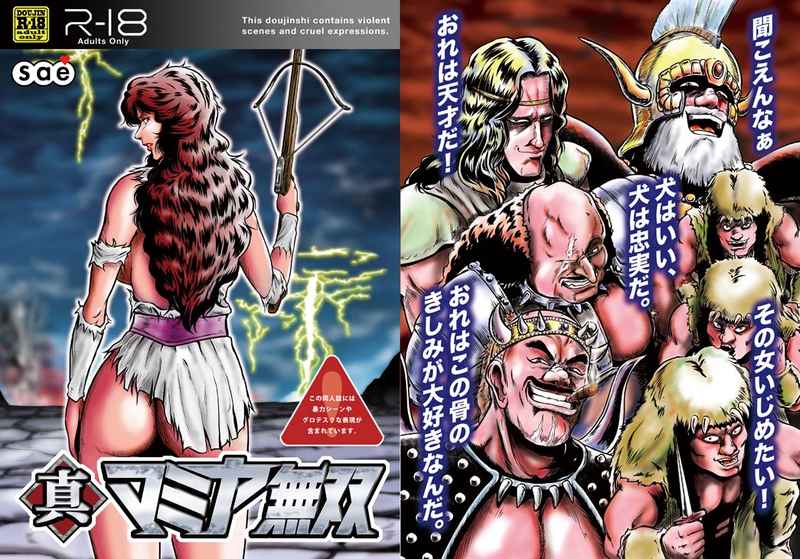 DOUJIN
R-18
adult
only
R-18
Adults Only
This doujinshi contains violent
scenes and cruel expressions.
sae
この同人誌には
暴力シーンや
グロテスクな表現が
含まれています。
真 マミヤ無双
聞こえんなぁ
おれは天才だ!
犬はいい、
犬は忠実だ。
おれはこの骨の
きしみが大好きなんだ。
その女いじめたい!